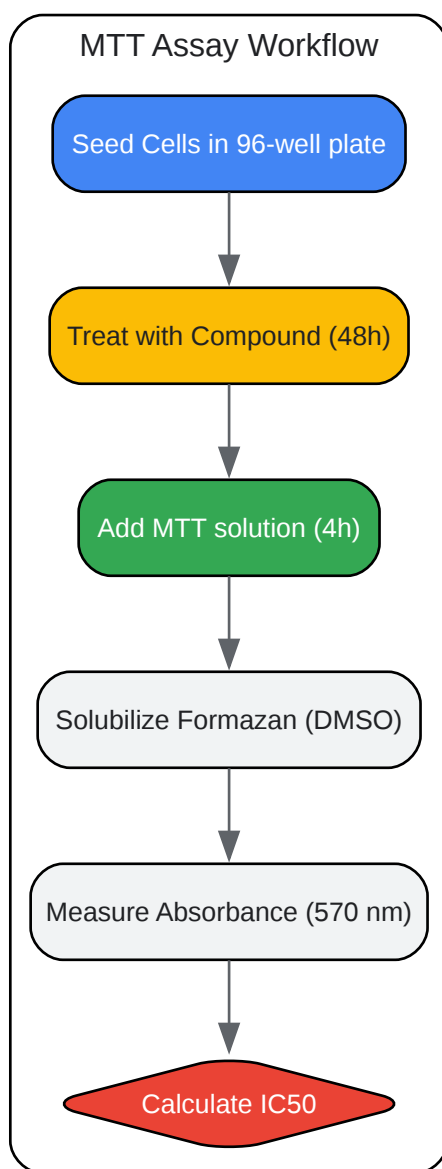 MTT Assay Workflow
Seed Cells in 96-well plate
Treat with Compound (48h)
Add MTT solution (4h)
Solubilize Formazan (DMSO)
Measure Absorbance (570 nm)
Calculate IC50